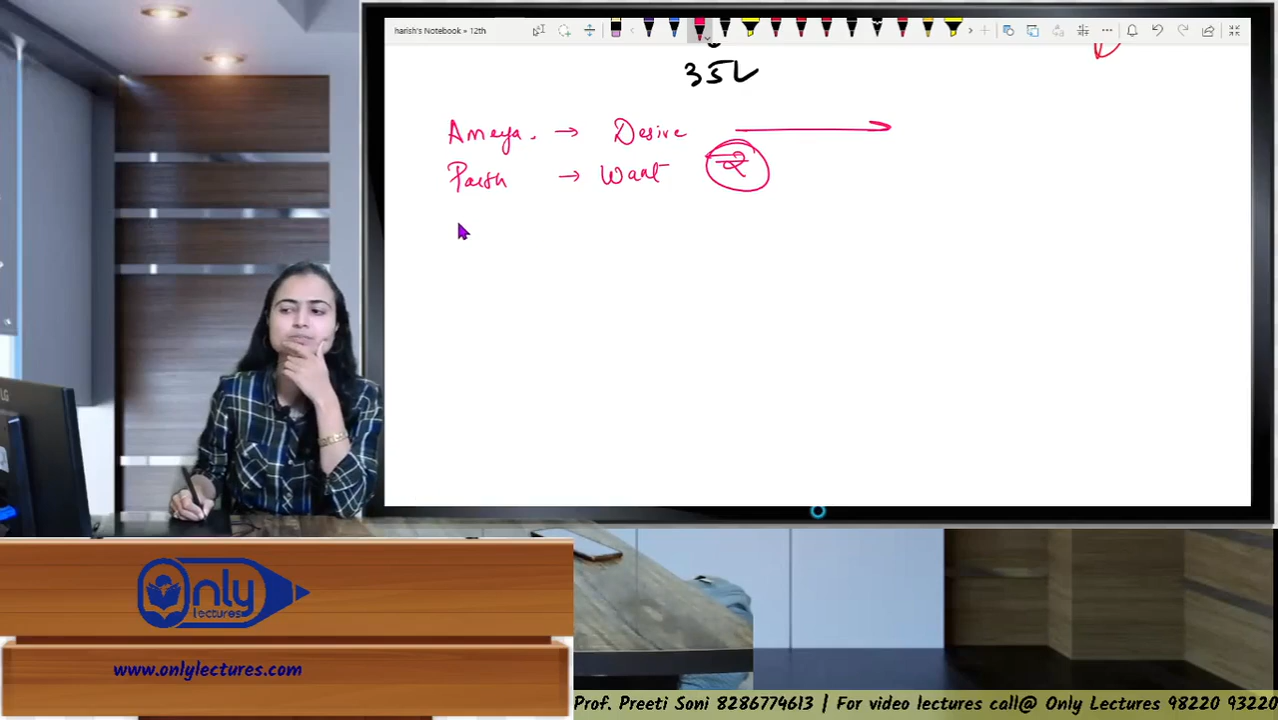 harish's Notebook » 12th
35L
Ameya. → Desire
Parth → Want
LG
Only
lectures
www.onlylectures.com
Prof. Preeti Soni 8286774613 | For video lectures call@ Only Lectures 98220 93220